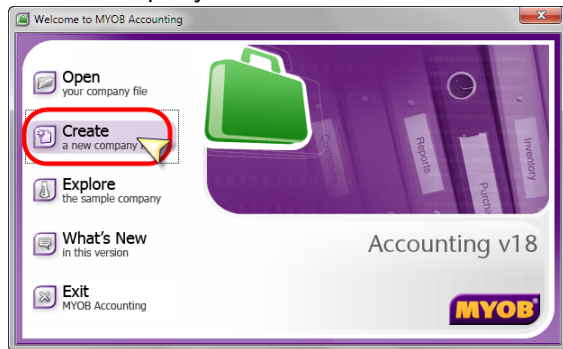 Welcome to MYOB Accounting
Open
your company file
Create
a new company
Explore
the sample company
What's New
in this version
Exit
MYOB Accounting
Reports
Purcha
Inventory
Accounting v18
MYOB